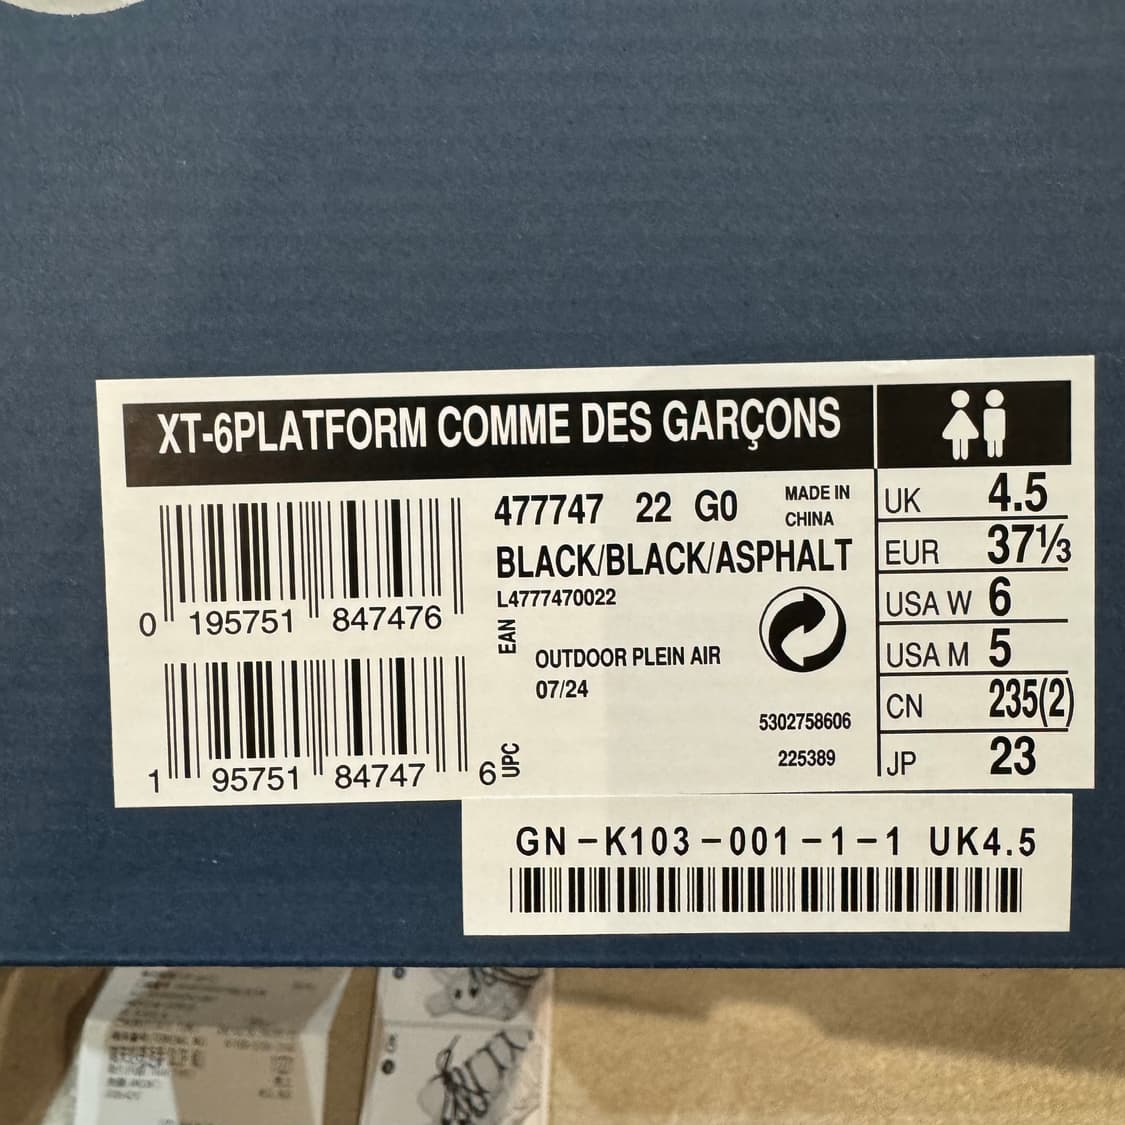 XT-6PLATFORM COMME DES GARÇONS
477747 22 G0
MADE IN
CHINA
BLACK/BLACK/ASPHALT
L4777470022
0 195751 847476
EAN
OUTDOOR PLEIN AIR
07/24
5302758606
225389
1 95751 84747 6
UPC
UK 4.5
EUR 37⅓
USA W 6
USA M 5
CN 235(2)
JP 23
GN-K103-001-1-1 UK4.5